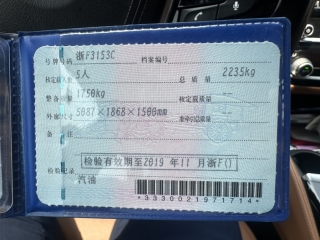 号牌号码 浙F3153C 档案编号
核定载人数 5人 总质量 2235kg
整备质量 1750kg 核定载质量 --
外廓尺寸 5087×1868×1500mm 准牵引总质量 --
备注
检验有效期至2019年11月浙F()
检验记录
汽油
*3330021971714*